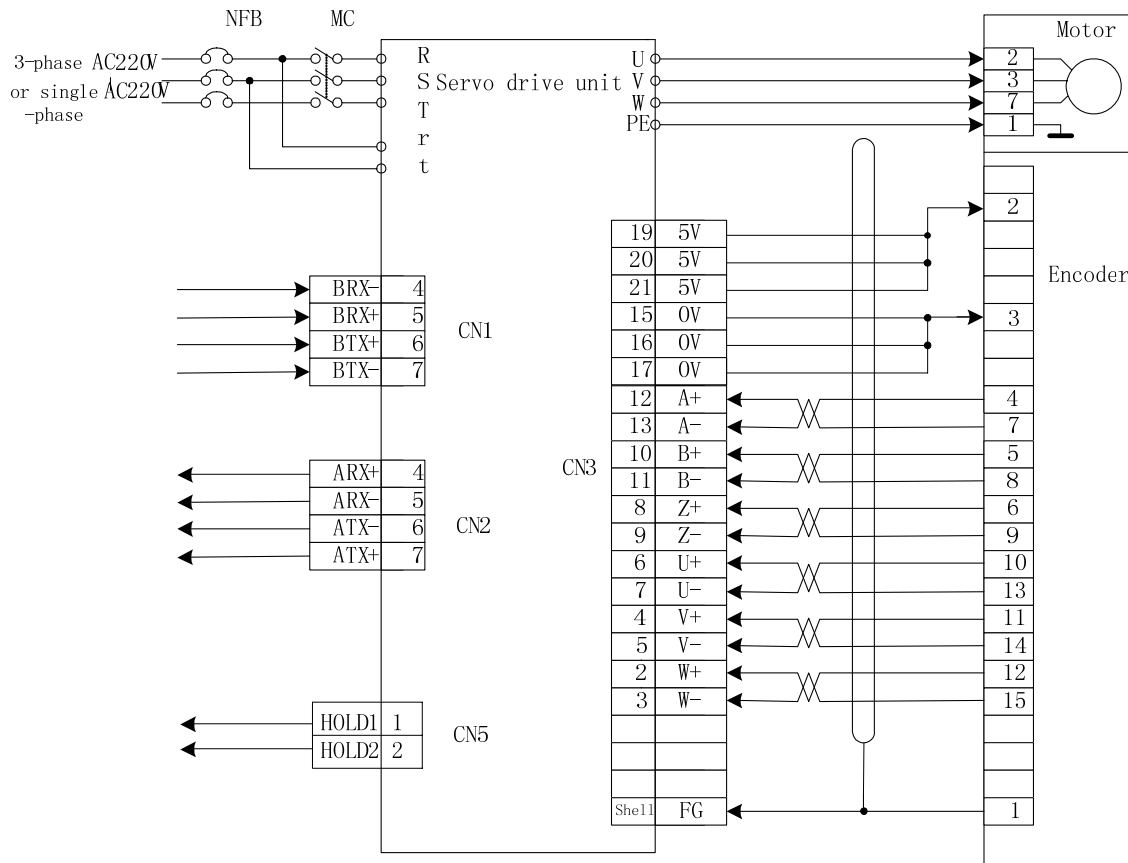 NFB MC
Motor
3-phase AC220V
or single AC220V
-phase
R
S
T
r
t
Servo drive unit
U
V
W
PE
2
3
7
1
BRX- 4
BRX+ 5
BTX+ 6
BTX- 7
CN1
ARX+ 4
ARX- 5
ATX- 6
ATX+ 7
CN2
HOLD1 1
HOLD2 2
CN5
CN3
19 5V
20 5V
21 5V
15 0V
16 0V
17 0V
12 A+
13 A-
10 B+
11 B-
8 Z+
9 Z-
6 U+
7 U-
4 V+
5 V-
2 W+
3 W-
Shell FG
Encoder
2
3
4
7
5
8
6
9
10
13
11
14
12
15
1